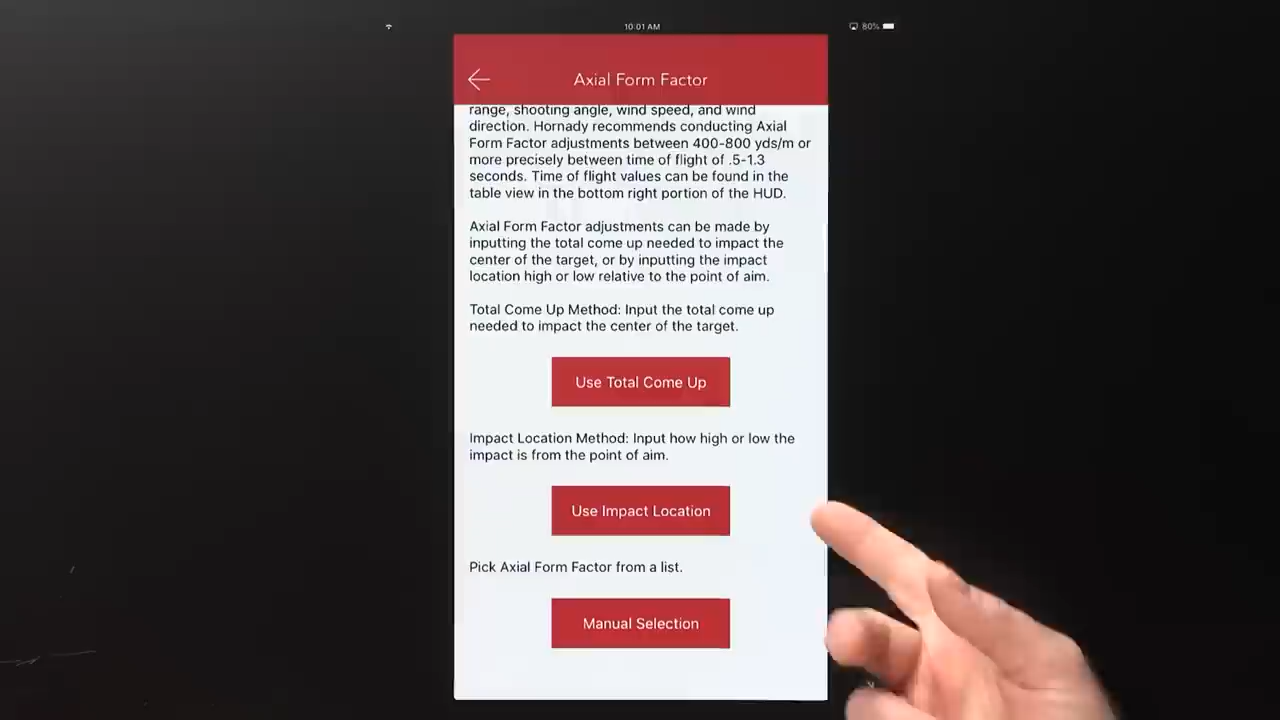 10:01 AM
80%
Axial Form Factor
range, shooting angle, wind speed, and wind
direction. Hornady recommends conducting Axial
Form Factor adjustments between 400-800 yds/m or
more precisely between time of flight of .5-1.3
seconds. Time of flight values can be found in the
table view in the bottom right portion of the HUD.
Axial Form Factor adjustments can be made by
inputting the total come up needed to impact the
center of the target, or by inputting the impact
location high or low relative to the point of aim.
Total Come Up Method: Input the total come up
needed to impact the center of the target.
Use Total Come Up
Impact Location Method: Input how high or low the
impact is from the point of aim.
Use Impact Location
Pick Axial Form Factor from a list.
Manual Selection